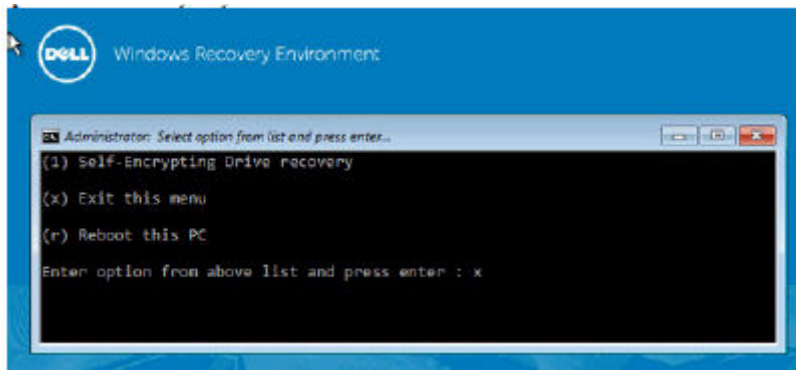 DELL Windows Recovery Environment
Administrator: Select option from list and press enter...
(1) Self-Encrypting Drive recovery
(x) Exit this menu
(r) Reboot this PC
Enter option from above list and press enter : x